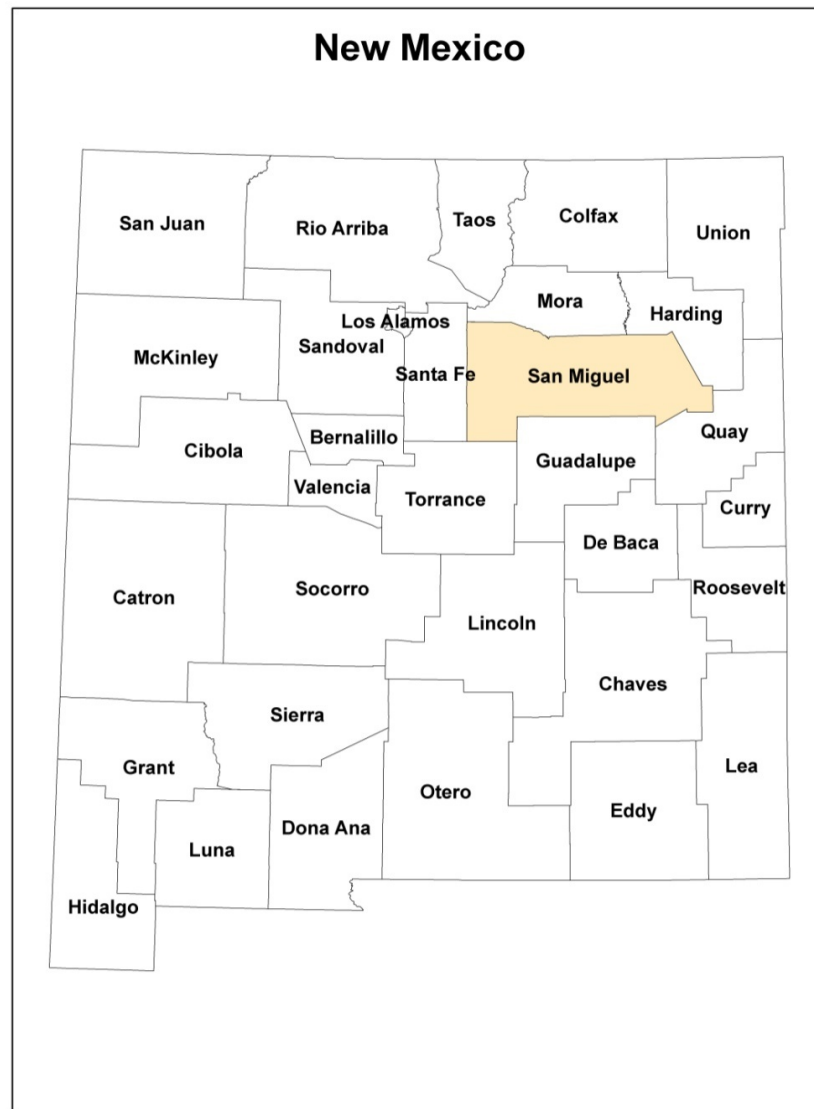 New Mexico
San Juan
Rio Arriba
Taos
Colfax
Union
Mora
Harding
Los Alamos
Sandoval
McKinley
Santa Fe
San Miguel
Quay
Bernalillo
Cibola
Guadalupe
Valencia
Torrance
Curry
De Baca
Roosevelt
Catron
Socorro
Lincoln
Chaves
Sierra
Grant
Lea
Otero
Eddy
Dona Ana
Luna
Hidalgo